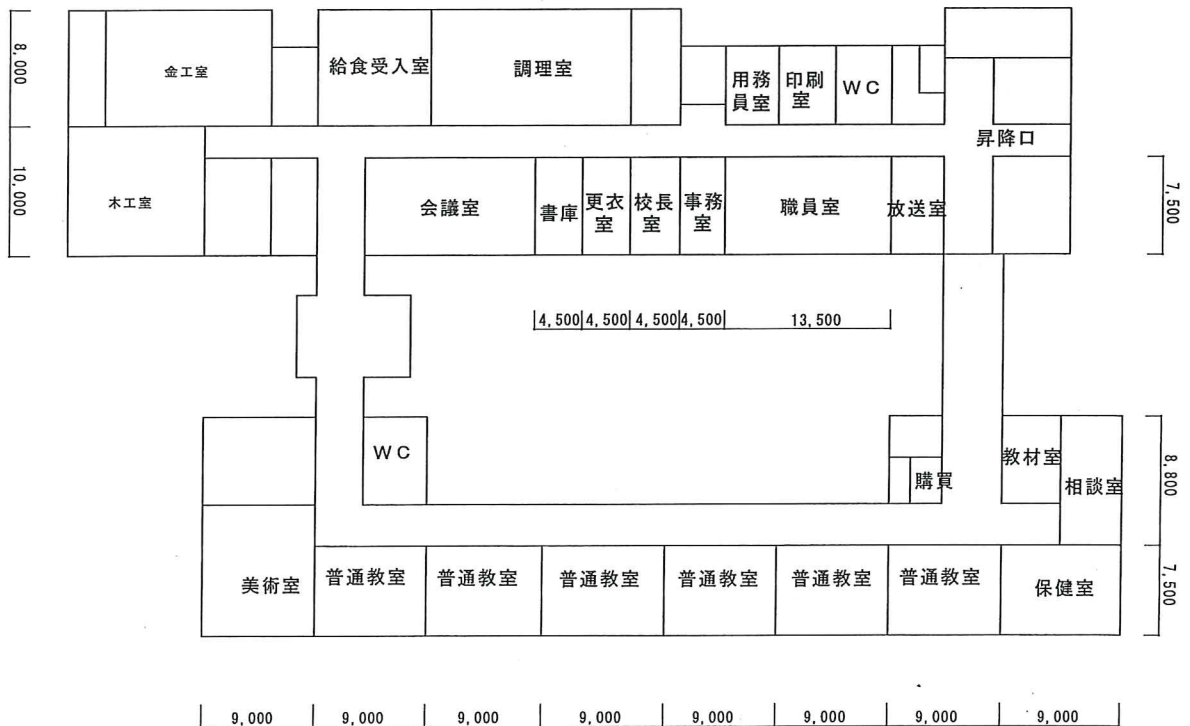 8,000
金工室
給食受入室
調理室
用務
員室
印刷
室
WC
昇降口
10,000
木工室
会議室
書庫
更衣
室
校長
室
事務
室
職員室
放送室
7,500
4,500 4,500 4,500 4,500 13,500
WC
購買
教材室
相談室
8,800
美術室
普通教室
普通教室
普通教室
普通教室
普通教室
普通教室
保健室
7,500
9,000 9,000 9,000 9,000 9,000 9,000 9,000 9,000